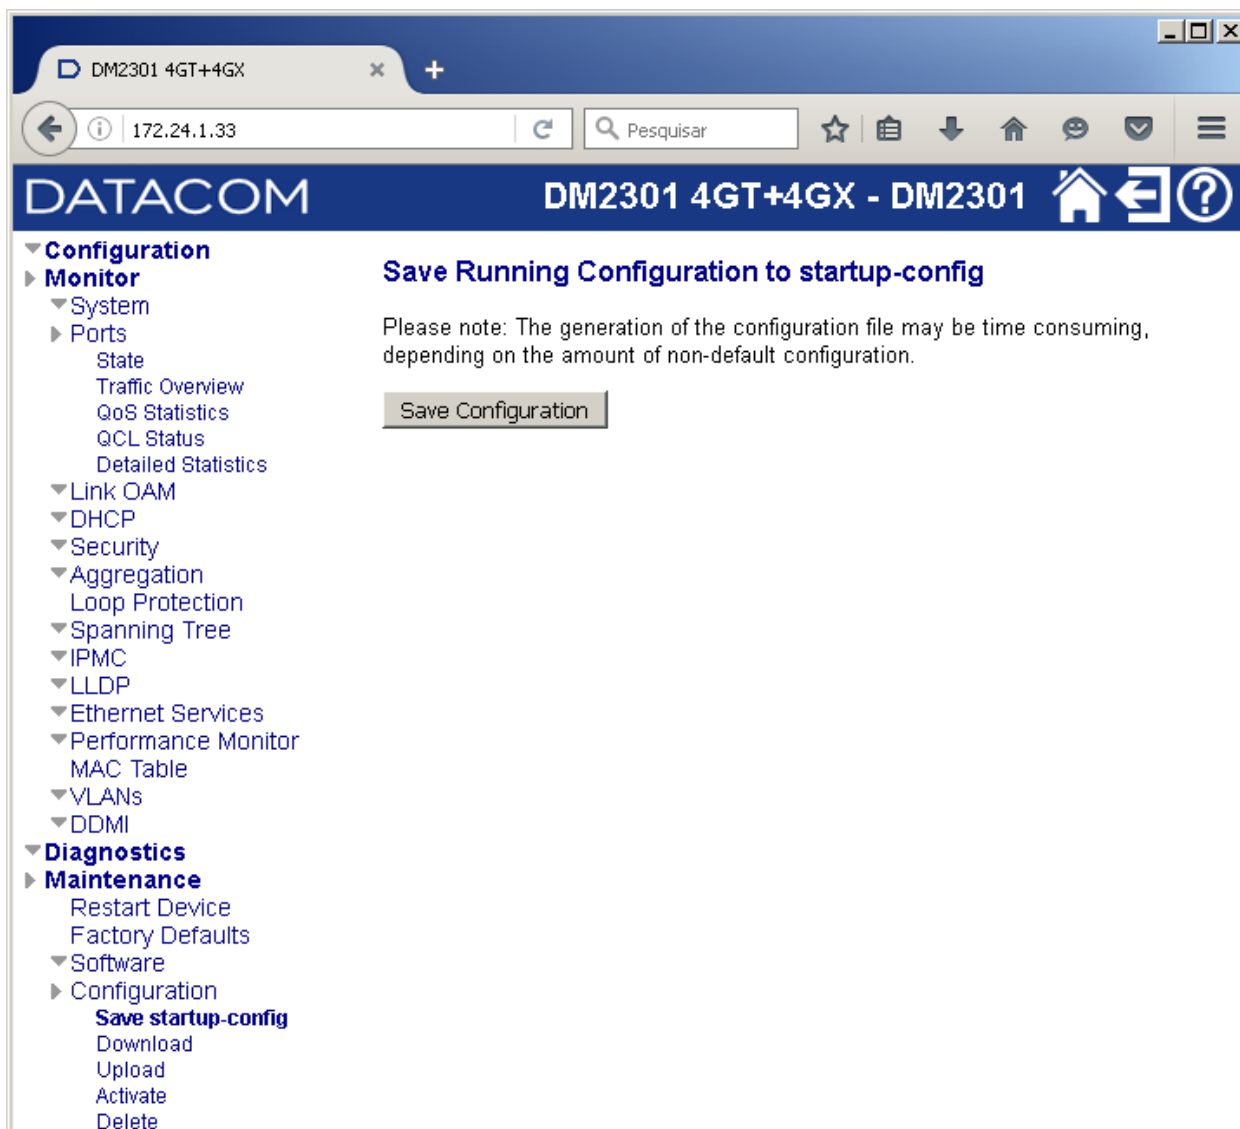 DM2301 4GT+4GX
172.24.1.33
Pesquisar
DATACOM
DM2301 4GT+4GX - DM2301
Configuration
Monitor
System
Ports
State
Traffic Overview
QoS Statistics
QCL Status
Detailed Statistics
Link OAM
DHCP
Security
Aggregation
Loop Protection
Spanning Tree
IPMC
LLDP
Ethernet Services
Performance Monitor
MAC Table
VLANs
DDMI
Diagnostics
Maintenance
Restart Device
Factory Defaults
Software
Configuration
Save startup-config
Download
Upload
Activate
Delete
Save Running Configuration to startup-config
Please note: The generation of the configuration file may be time consuming,
depending on the amount of non-default configuration.
Save Configuration